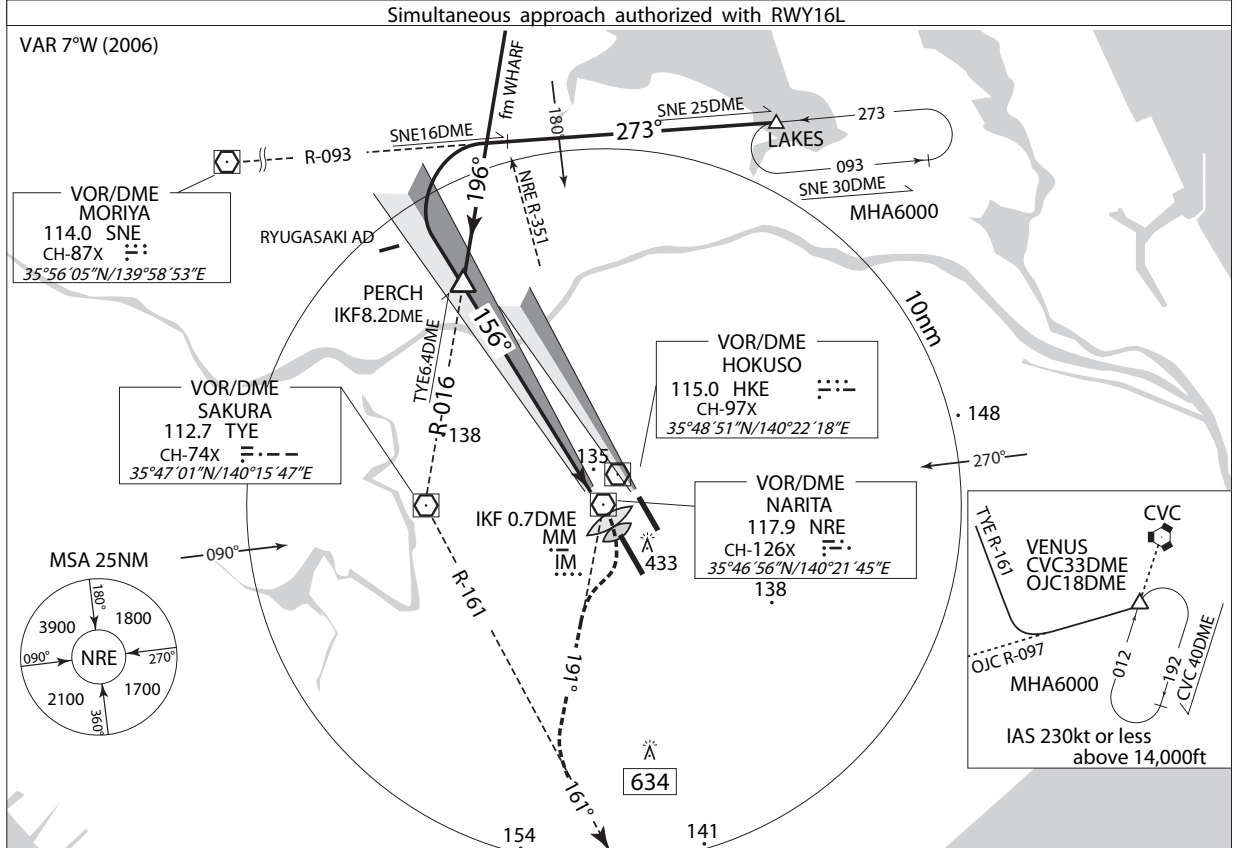 Simultaneous approach authorized with RWY16L
VAR 7°W (2006)
fm WHARF
180°
SNE 25DME
SNE16DME
273°
273
LAKES
R-093
093
SNE 30DME
MHA6000
196°
NRE R-351
VOR/DME
MORIYA
114.0 SNE
CH-87X
35°56´05˝N/139°58´53˝E
RYUGASAKI AD
PERCH
IKF8.2DME
156°
10nm
TYE6.4DME
R-016
VOR/DME
HOKUSO
115.0 HKE
CH-97X
35°48´51˝N/140°22´18˝E
VOR/DME
SAKURA
112.7 TYE
CH-74X
35°47´01˝N/140°15´47˝E
138
148
135
270°
VOR/DME
NARITA
117.9 NRE
CH-126X
35°46´56˝N/140°21´45˝E
IKF 0.7DME
MM
IM
433
138
090°
MSA 25NM
180°
3900
1800
090°
NRE
270°
2100
1700
360°
R-161
191°
161°
634
154
141
TYE R-161
CVC
VENUS
CVC33DME
OJC18DME
OJC R-097
MHA6000
012
192
CVC 40DME
IAS 230kt or less
above 14,000ft